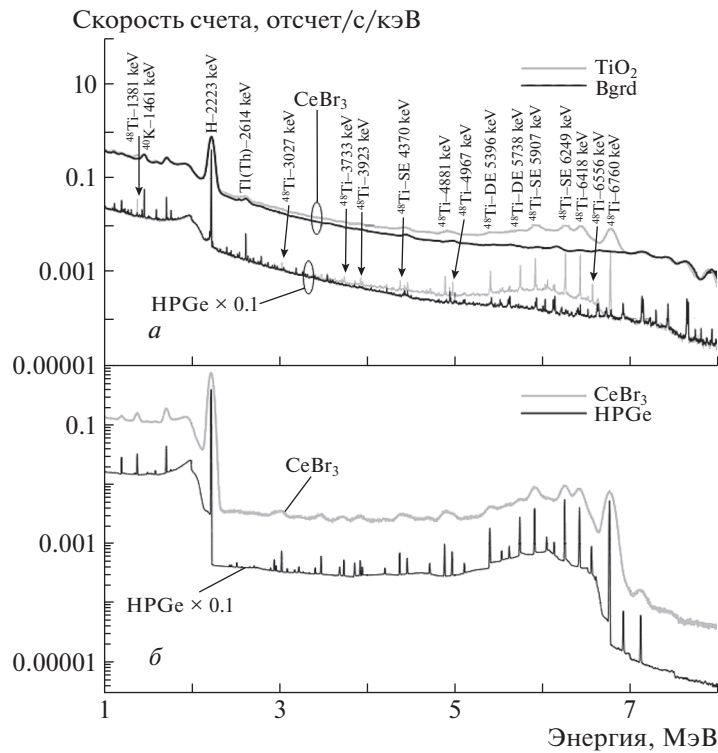 Скорость счета, отсчет/с/кэВ
10
0.1
0.001
0.00001
⁴⁸Ti–1381 keV
⁴⁰K–1461 keV
H–2223 keV
Tl(Th)–2614 keV
⁴⁸Ti–3027 keV
CeBr₃
⁴⁸Ti–3733 keV
⁴⁸Ti–3923 keV
⁴⁸Ti–SE 4370 keV
⁴⁸Ti–4881 keV
⁴⁸Ti–4967 keV
⁴⁸Ti–DE 5396 keV
⁴⁸Ti–DE 5738 keV
⁴⁸Ti–SE 5907 keV
⁴⁸Ti–SE 6249 keV
⁴⁸Ti–6418 keV
⁴⁸Ti–6556 keV
⁴⁸Ti–6760 keV
TiO₂
Bgrd
HPGe × 0.1
а
0.1
0.001
0.00001
CeBr₃
HPGe
CeBr₃
HPGe × 0.1
б
1 3 5 7
Энергия, МэВ